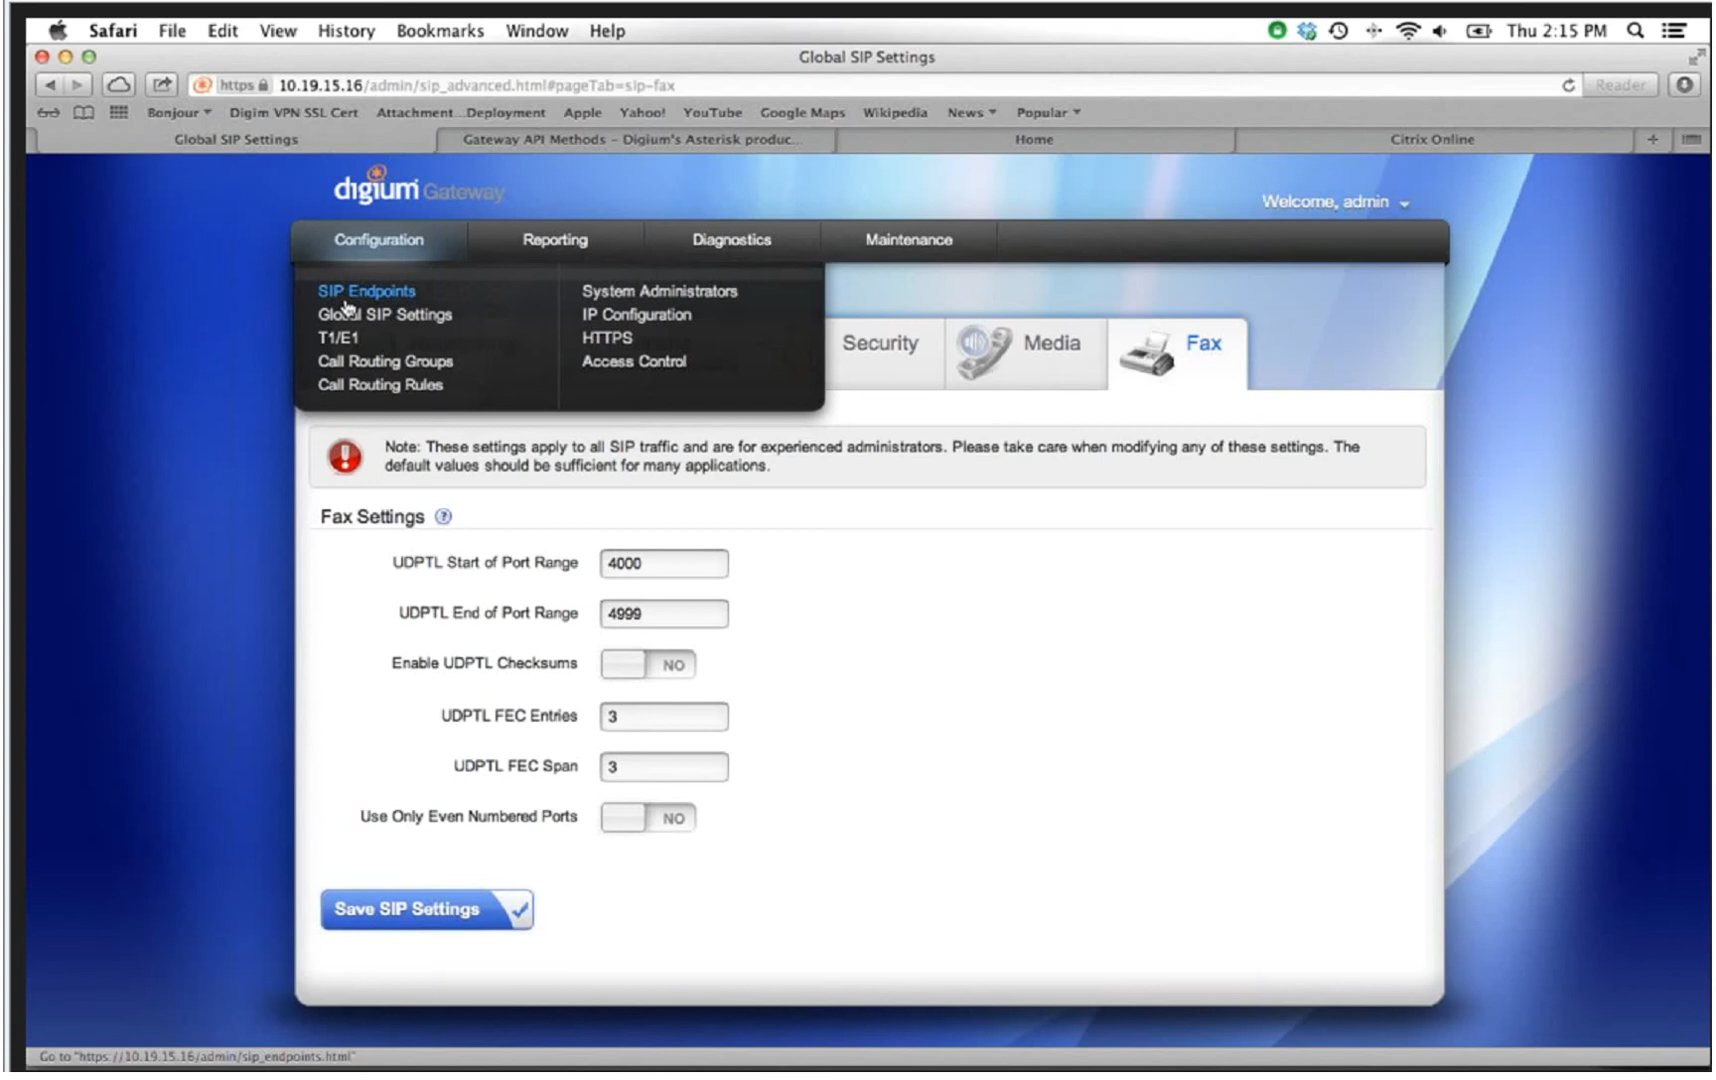 Safari File Edit View History Bookmarks Window Help Thu 2:15 PM
Global SIP Settings
https 10.19.15.16/admin/sip_advanced.html#pageTab=sip-fax Reader
Bonjour Digim VPN SSL Cert Attachment...Deployment Apple Yahoo! YouTube Google Maps Wikipedia News Popular
Global SIP Settings Gateway API Methods – Digium's Asterisk produc... Home Citrix Online
digium Gateway
Welcome, admin
Configuration Reporting Diagnostics Maintenance
SIP Endpoints System Administrators
Global SIP Settings IP Configuration
T1/E1 HTTPS
Call Routing Groups Access Control
Call Routing Rules
Security Media Fax
Note: These settings apply to all SIP traffic and are for experienced administrators. Please take care when modifying any of these settings. The
default values should be sufficient for many applications.
Fax Settings ?
UDPTL Start of Port Range 4000
UDPTL End of Port Range 4999
Enable UDPTL Checksums NO
UDPTL FEC Entries 3
UDPTL FEC Span 3
Use Only Even Numbered Ports NO
Save SIP Settings
Go to "https://10.19.15.16/admin/sip_endpoints.html"